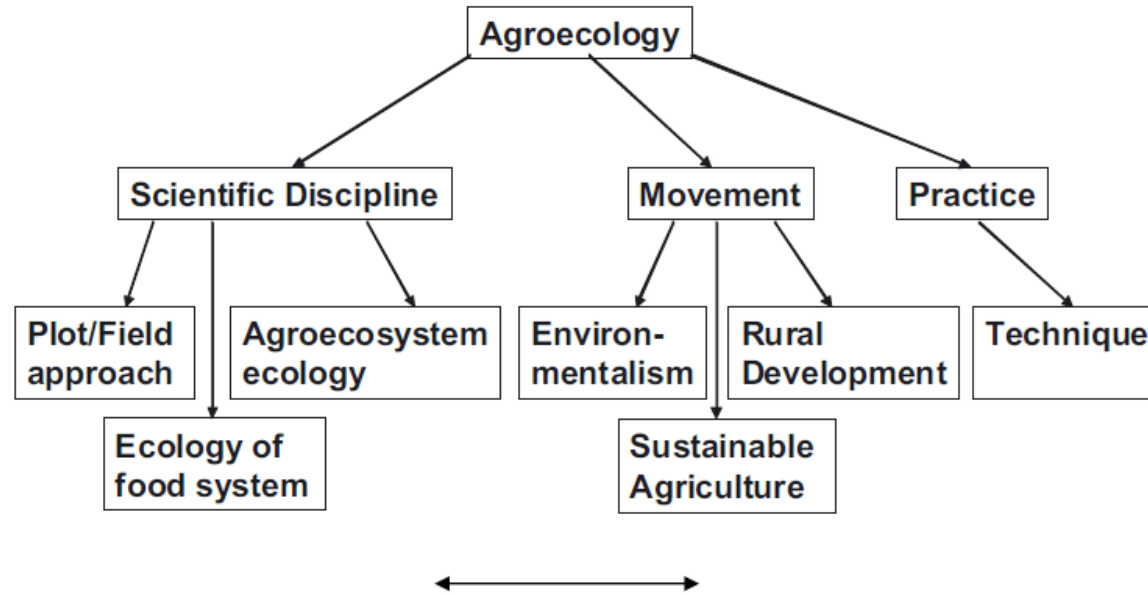 Agroecology
Scientific Discipline
Movement
Practice
Plot/Field
approach
Agroecosystem
ecology
Environ-
mentalism
Rural
Development
Technique
Ecology of
food system
Sustainable
Agriculture